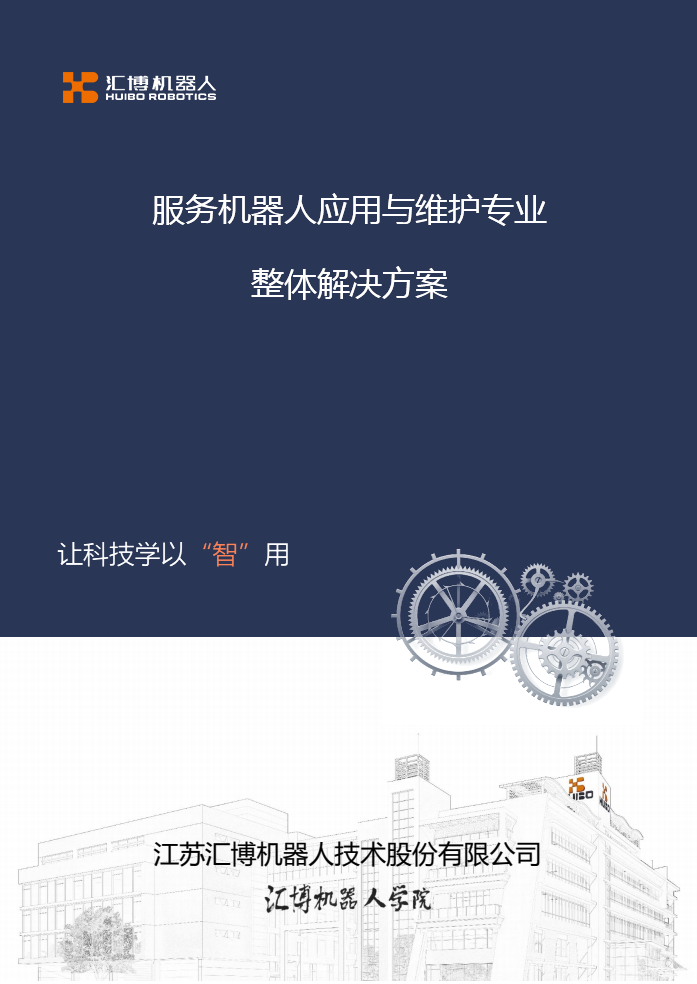 汇博机器人
HUIBO ROBOTICS
服务机器人应用与维护专业
整体解决方案
让科技学以“智”用
HUIBO
江苏汇博机器人技术股份有限公司
汇博机器人学院